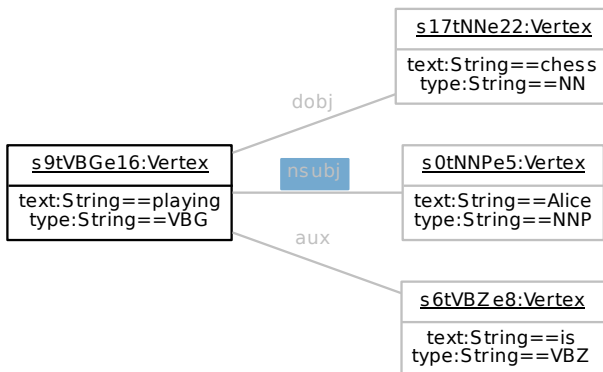 s17tNNe22:Vertex
text:String==chess
type:String==NN
dobj
s9tVBGe16:Vertex
text:String==playing
type:String==VBG
nsubj
s0tNNPe5:Vertex
text:String==Alice
type:String==NNP
aux
s6tVBZe8:Vertex
text:String==is
type:String==VBZ